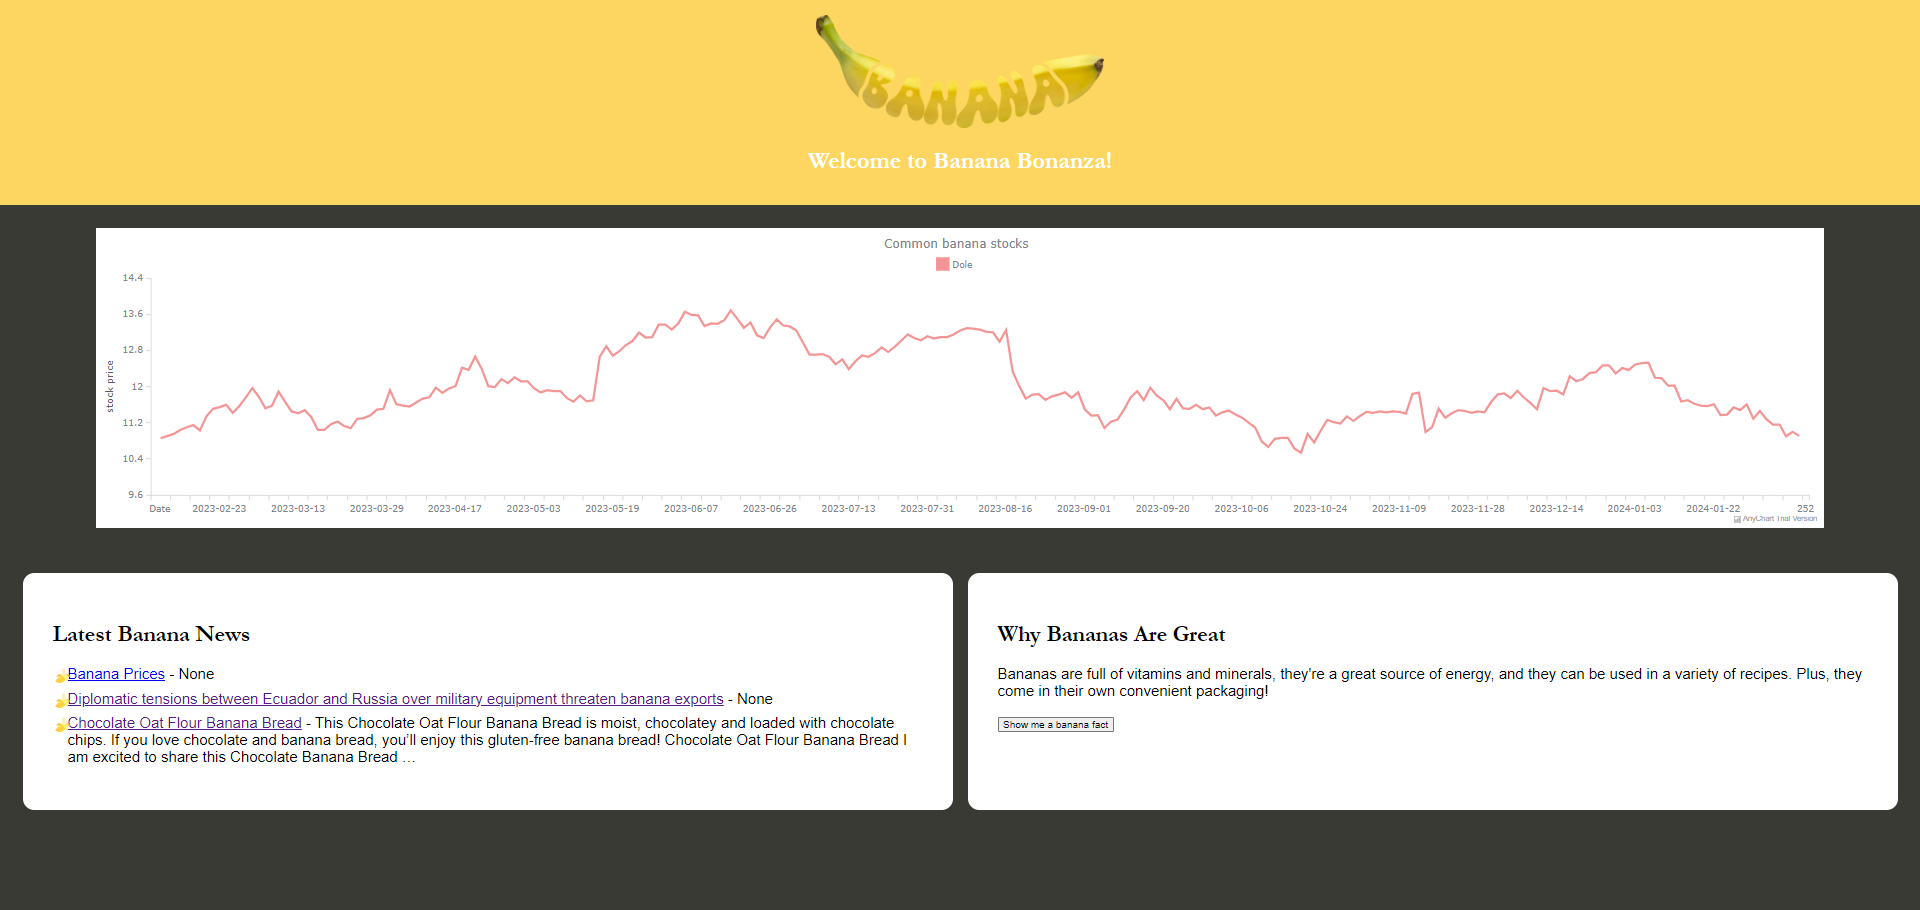 BANANA
Welcome to Banana Bonanza!
Common banana stocks
Dole
14.4
13.6
12.8
12
11.2
10.4
9.6
stock price
Date 2023-02-23 2023-03-13 2023-03-29 2023-04-17 2023-05-03 2023-05-19 2023-06-07 2023-06-26 2023-07-13 2023-07-31 2023-08-16 2023-09-01 2023-09-20 2023-10-06 2023-10-24 2023-11-09 2023-11-28 2023-12-14 2024-01-03 2024-01-22 252
AnyChart Trial Version
Latest Banana News
Banana Prices - None
Diplomatic tensions between Ecuador and Russia over military equipment threaten banana exports - None
Chocolate Oat Flour Banana Bread - This Chocolate Oat Flour Banana Bread is moist, chocolatey and loaded with chocolate
chips. If you love chocolate and banana bread, you’ll enjoy this gluten-free banana bread! Chocolate Oat Flour Banana Bread I
am excited to share this Chocolate Banana Bread …
Why Bananas Are Great
Bananas are full of vitamins and minerals, they're a great source of energy, and they can be used in a variety of recipes. Plus, they
come in their own convenient packaging!
Show me a banana fact